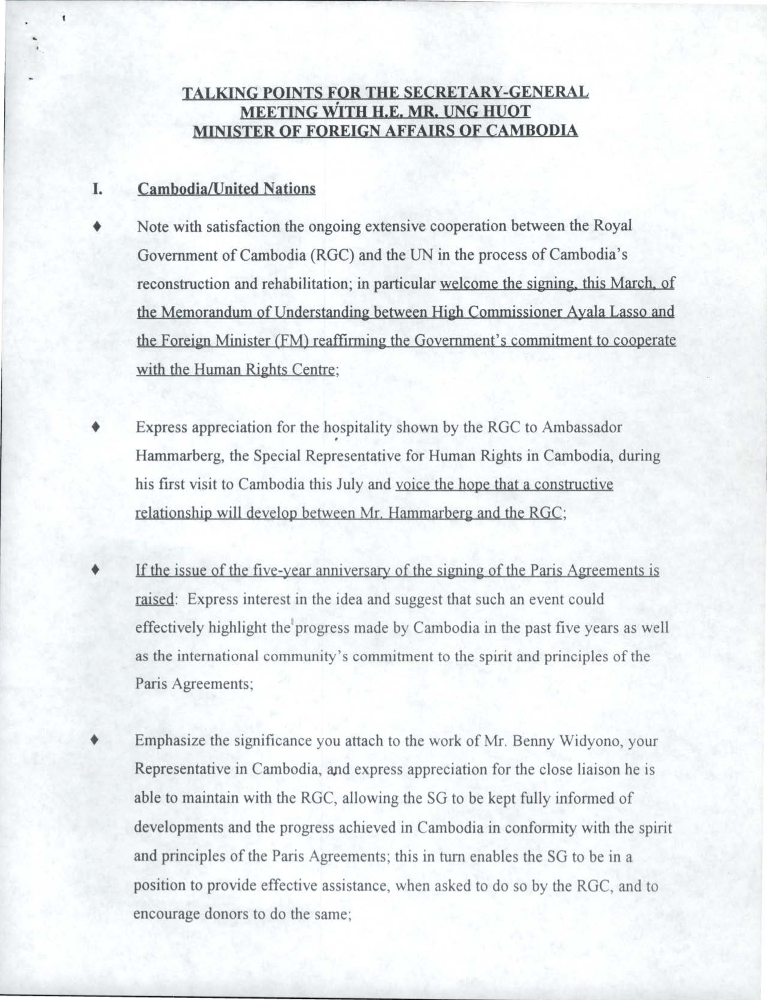 TALKING POINTS FOR THE SECRETARY-GENERAL
MEETING WITH H.E. MR. UNG HUOT
MINISTER OF FOREIGN AFFAIRS OF CAMBODIA
I. Cambodia/United Nations
♦ Note with satisfaction the ongoing extensive cooperation between the Royal
Government of Cambodia (RGC) and the UN in the process of Cambodia's
reconstruction and rehabilitation; in particular welcome the signing, this March, of
the Memorandum of Understanding between High Commissioner Ayala Lasso and
the Foreign Minister (FM) reaffirming the Government's commitment to cooperate
with the Human Rights Centre;
♦ Express appreciation for the hospitality shown by the RGC to Ambassador
Hammarberg, the Special Representative for Human Rights in Cambodia, during
his first visit to Cambodia this July and voice the hope that a constructive
relationship will develop between Mr. Hammarberg and the RGC;
♦ If the issue of the five-year anniversary of the signing of the Paris Agreements is
raised: Express interest in the idea and suggest that such an event could
effectively highlight the progress made by Cambodia in the past five years as well
as the international community's commitment to the spirit and principles of the
Paris Agreements;
♦ Emphasize the significance you attach to the work of Mr. Benny Widyono, your
Representative in Cambodia, and express appreciation for the close liaison he is
able to maintain with the RGC, allowing the SG to be kept fully informed of
developments and the progress achieved in Cambodia in conformity with the spirit
and principles of the Paris Agreements; this in turn enables the SG to be in a
position to provide effective assistance, when asked to do so by the RGC, and to
encourage donors to do the same;